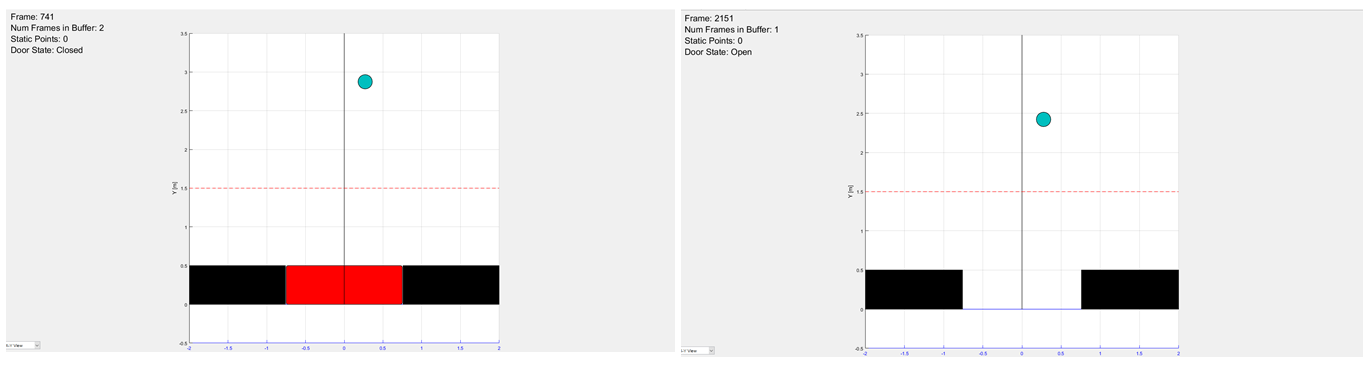 Frame: 741
Num Frames in Buffer: 2
Static Points: 0
Door State: Closed
3.5
3
2.5
2
Y [m]
1.5
1
0.5
0
-0.5
-2 -1.5 -1 -0.5 0 0.5 1 1.5 2
X-Y View
Frame: 2151
Num Frames in Buffer: 1
Static Points: 0
Door State: Open
3.5
3
2.5
2
Y [m]
1.5
1
0.5
0
-0.5
-2 -1.5 -1 -0.5 0 0.5 1 1.5 2
-Y View